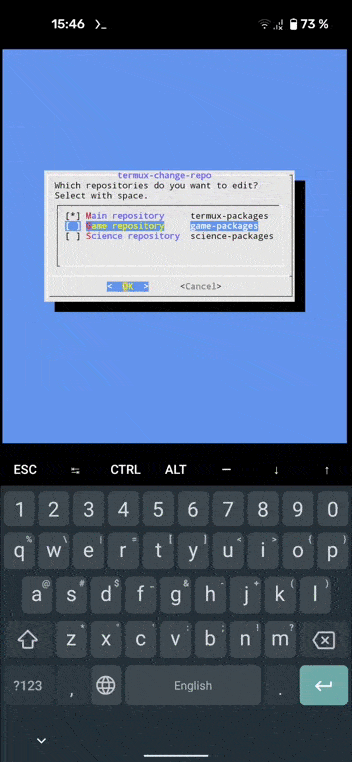 15:46 >_ 73 %
termux-change-repo
Which repositories do you want to edit?
Select with space.
[*] Main repository termux-packages
[ ] Game repository game-packages
[ ] Science repository science-packages
< OK > <Cancel>
ESC ↹ CTRL ALT — ↓ ↑
1 2 3 4 5 6 7 8 9 0
% \ | = [ ] < > { }
q w e r t y u i o p
@ # $ _ & - + ( )
a s d f g h j k l
* " ' : ; ! ?
z x c v b n m
?123 , English .